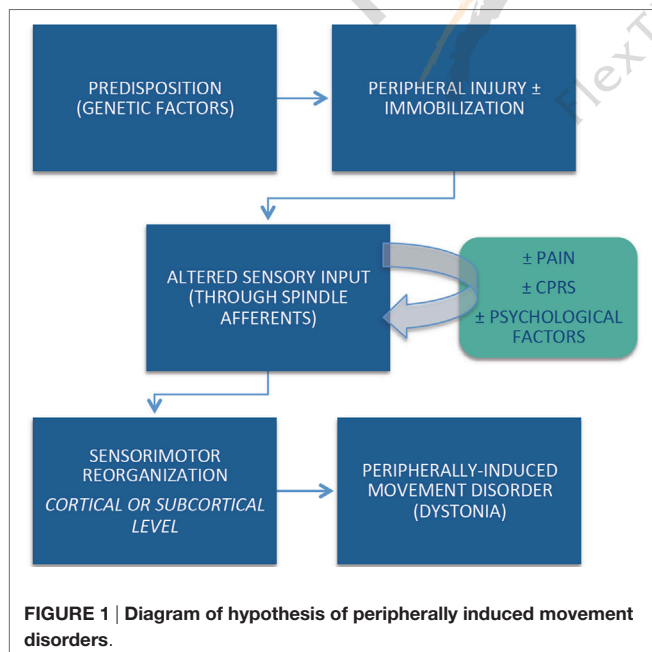 PREDISPOSITION
(GENETIC FACTORS)
PERIPHERAL INJURY ±
IMMOBILIZATION
ALTERED SENSORY INPUT
(THROUGH SPINDLE
AFFERENTS)
± PAIN
± CPRS
± PSYCHOLOGICAL
FACTORS
SENSORIMOTOR
REORGANIZATION
CORTICAL OR SUBCORTICAL
LEVEL
PERIPHERALLY-INDUCED
MOVEMENT DISORDER
(DYSTONIA)
FIGURE 1 | Diagram of hypothesis of peripherally induced movement
disorders.